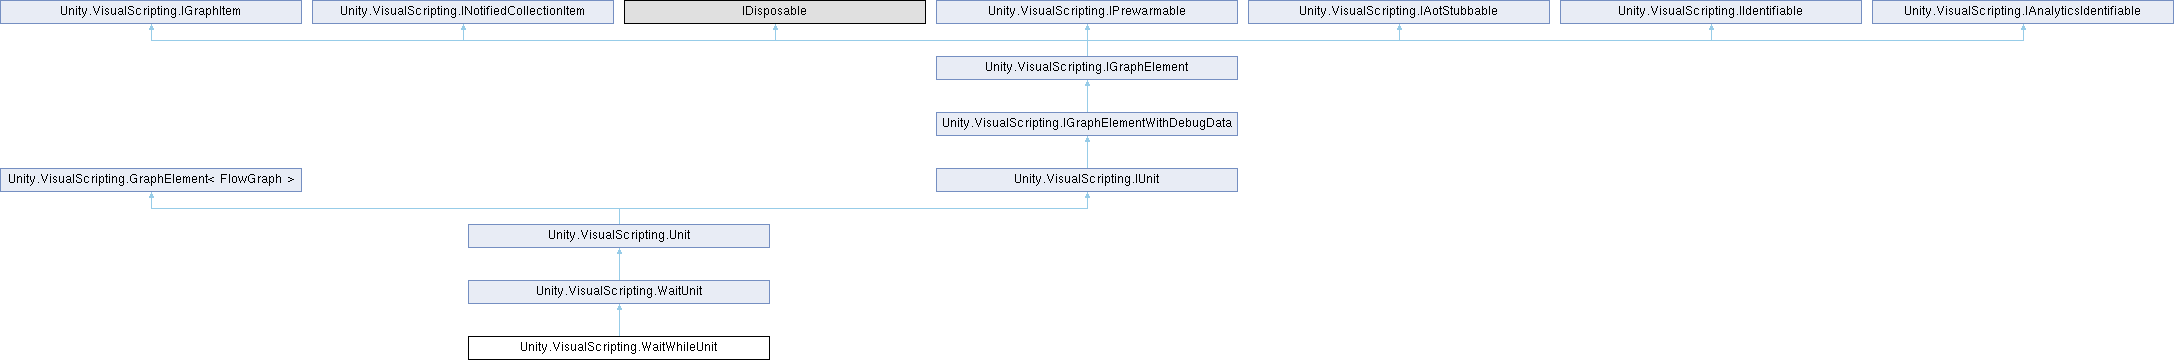 Unity.VisualScripting.IGraphItem
Unity.VisualScripting.INotifiedCollectionItem
IDisposable
Unity.VisualScripting.IPrewarmable
Unity.VisualScripting.IAotStubbable
Unity.VisualScripting.IIdentifiable
Unity.VisualScripting.IAnalyticsIdentifiable
Unity.VisualScripting.IGraphElement
Unity.VisualScripting.IGraphElementWithDebugData
Unity.VisualScripting.GraphElement< FlowGraph >
Unity.VisualScripting.IUnit
Unity.VisualScripting.Unit
Unity.VisualScripting.WaitUnit
Unity.VisualScripting.WaitWhileUnit